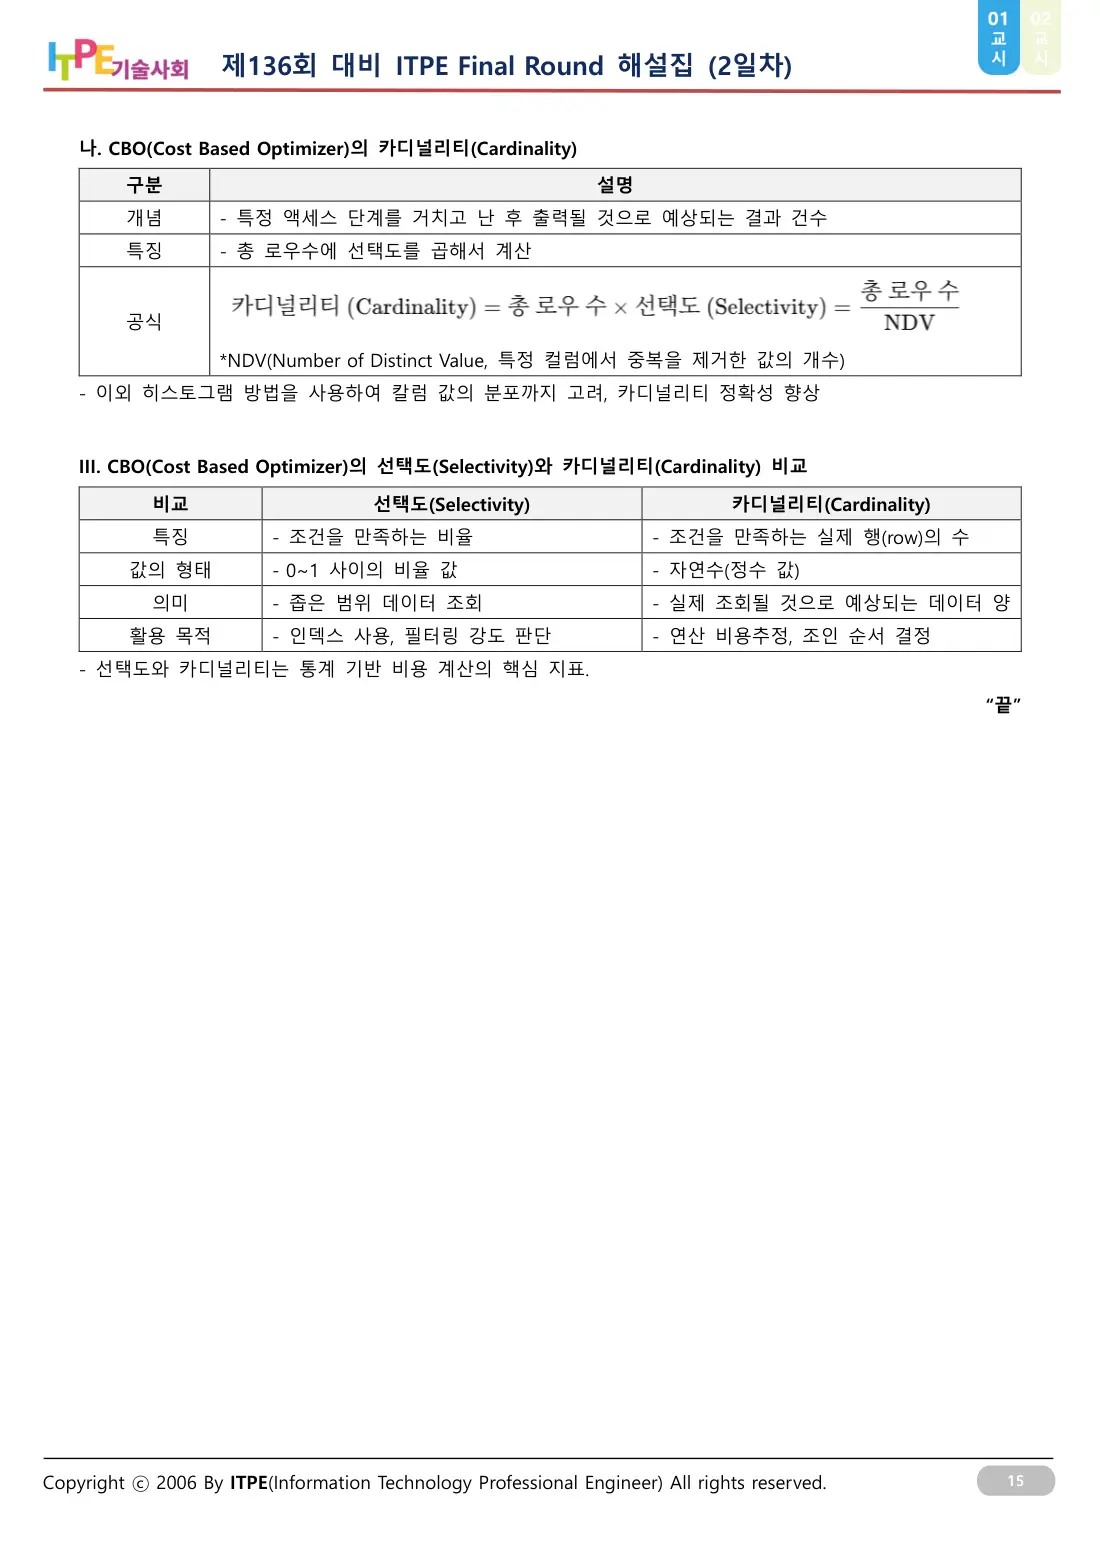 ITPE기술사회 제136회 대비 ITPE Final Round 해설집 (2일차)
01
교
시
02
교
시
나. CBO(Cost Based Optimizer)의 카디널리티(Cardinality)
구분 설명
개념 - 특정 액세스 단계를 거치고 난 후 출력될 것으로 예상되는 결과 건수
특징 - 총 로우수에 선택도를 곱해서 계산
공식 카디널리티 (Cardinality) = 총 로우 수 × 선택도 (Selectivity) = 총 로우 수 / NDV
*NDV(Number of Distinct Value, 특정 컬럼에서 중복을 제거한 값의 개수)
- 이외 히스토그램 방법을 사용하여 칼럼 값의 분포까지 고려, 카디널리티 정확성 향상
III. CBO(Cost Based Optimizer)의 선택도(Selectivity)와 카디널리티(Cardinality) 비교
비교 선택도(Selectivity) 카디널리티(Cardinality)
특징 - 조건을 만족하는 비율 - 조건을 만족하는 실제 행(row)의 수
값의 형태 - 0~1 사이의 비율 값 - 자연수(정수 값)
의미 - 좁은 범위 데이터 조회 - 실제 조회될 것으로 예상되는 데이터 양
활용 목적 - 인덱스 사용, 필터링 강도 판단 - 연산 비용추정, 조인 순서 결정
- 선택도와 카디널리티는 통계 기반 비용 계산의 핵심 지표.
“끝”
Copyright ⓒ 2006 By ITPE(Information Technology Professional Engineer) All rights reserved. 15